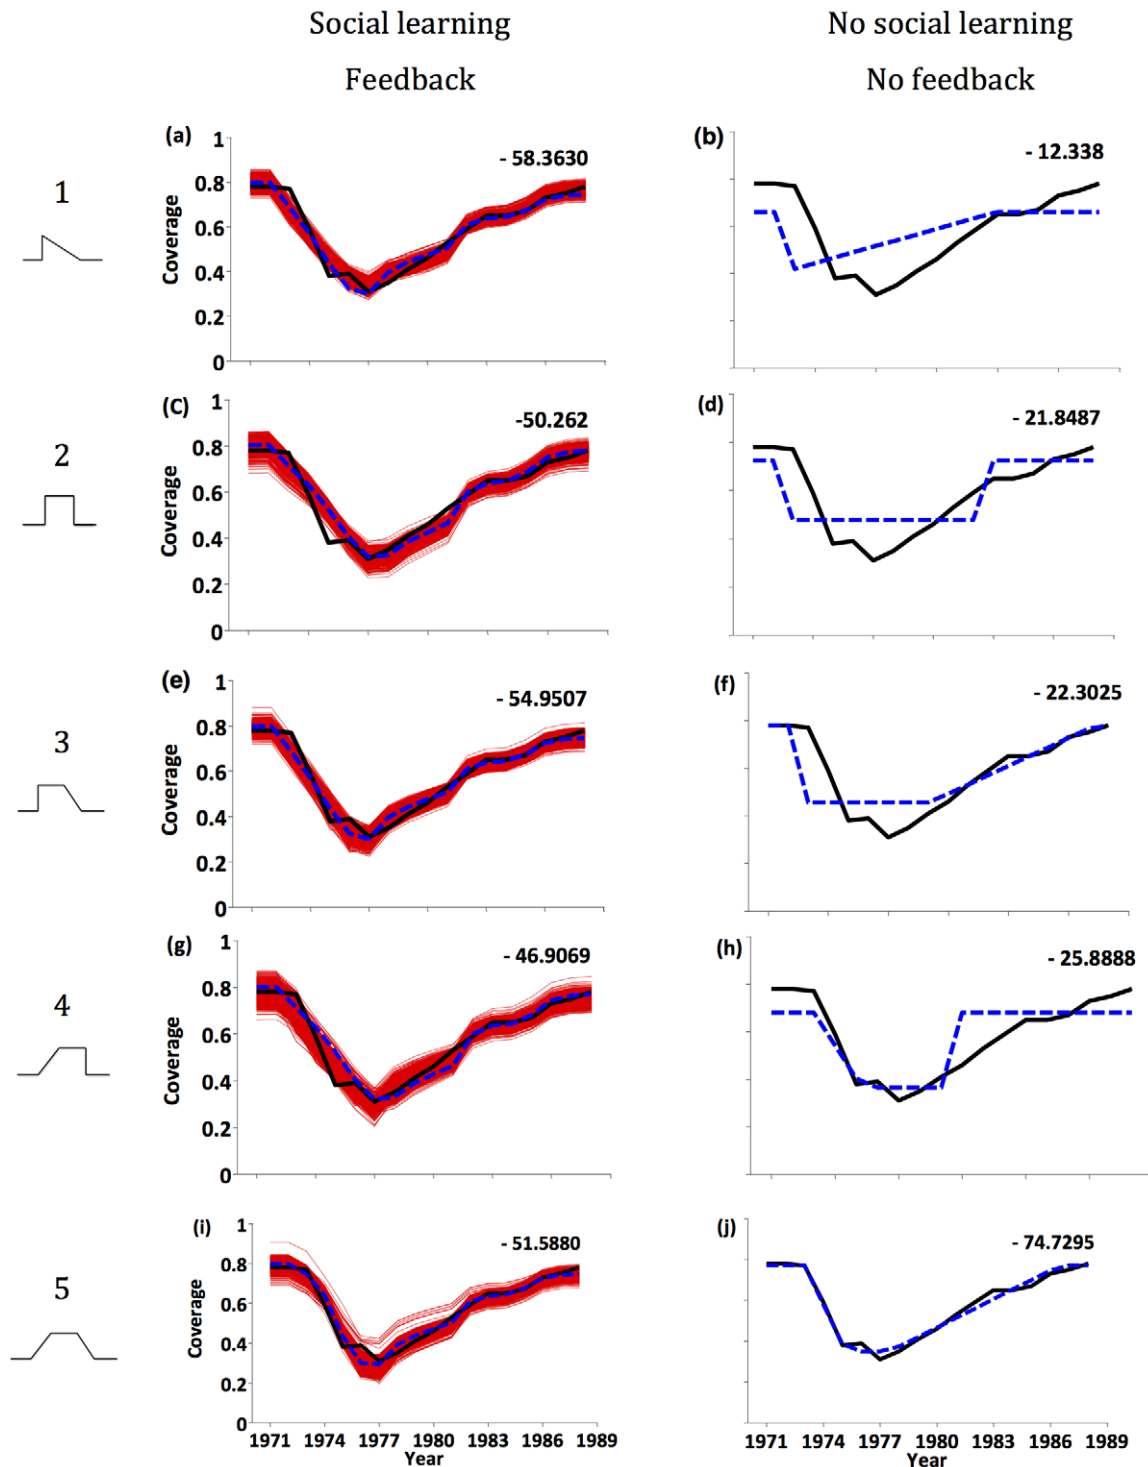 Social learning
No social learning
Feedback
No feedback
(a)
(b)
1
- 58.3630
- 12.338
1
0.8
0.6
0.4
0.2
0
Coverage
(C)
(d)
2
-50.262
- 21.8487
1
0.8
0.6
0.4
0.2
0
Coverage
(e)
(f)
3
- 54.9507
- 22.3025
1
0.8
0.6
0.4
0.2
0
Coverage
(g)
(h)
4
- 46.9069
- 25.8888
1
0.8
0.6
0.4
0.2
0
Coverage
(i)
(j)
5
- 51.5880
- 74.7295
1
0.8
0.6
0.4
0.2
0
Coverage
1971 1974 1977 1980 1983 1986 1989
Year
1971 1974 1977 1980 1983 1986 1989
Year